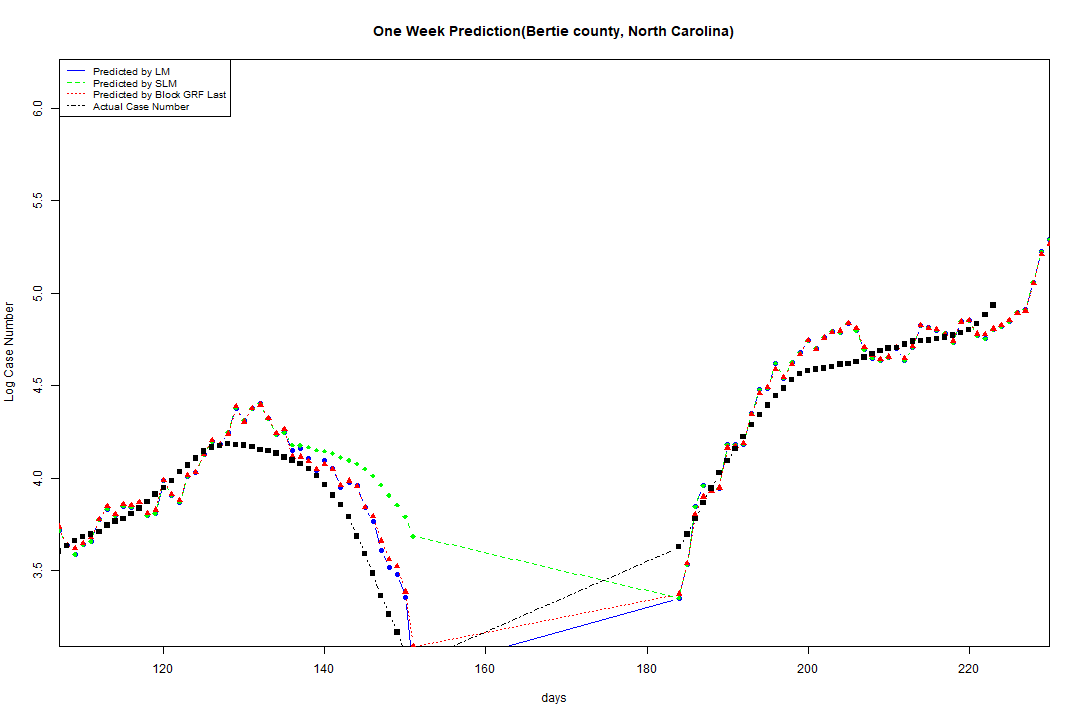 One Week Prediction(Bertie county, North Carolina)
Predicted by LM
Predicted by SLM
Predicted by Block GRF Last
Actual Case Number
6.0
5.5
5.0
4.5
4.0
3.5
Log Case Number
120 140 160 180 200 220
days